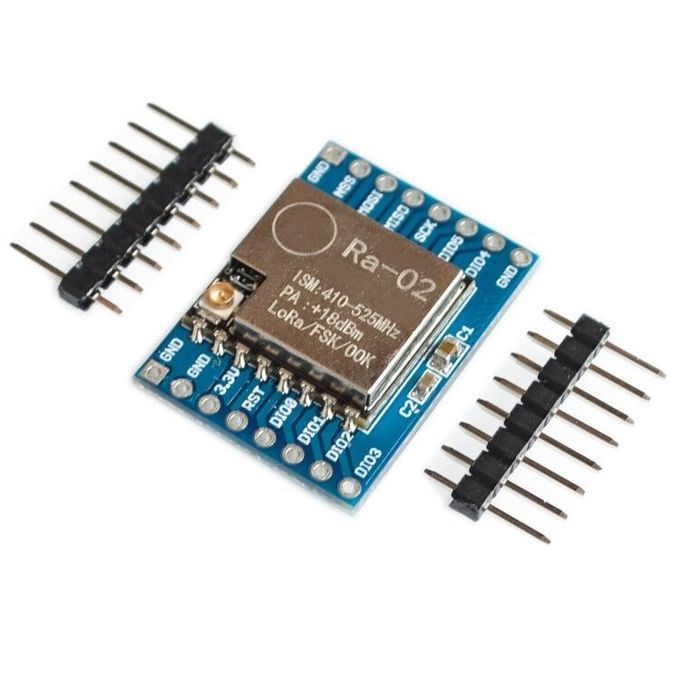 GND
NSS
MOSI
MISO
SCK
DIO5
DIO4
GND
Ra-02
ISM:410-525MHz
PA:+18dBm
LoRa/FSK/OOK
C1
C2
GND
GND
3.3V
RST
DIO0
DIO1
DIO2
DIO3